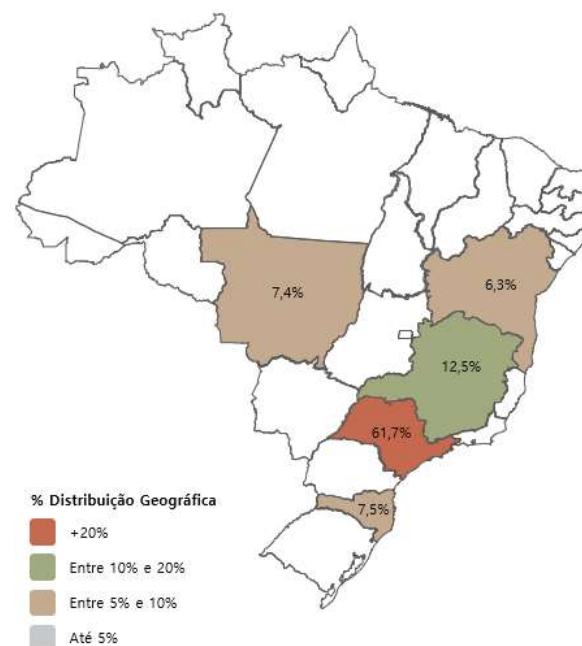 6,3%
7,4%
12,5%
61,7%
7,5%
% Distribuição Geográfica
+20%
Entre 10% e 20%
Entre 5% e 10%
Até 5%